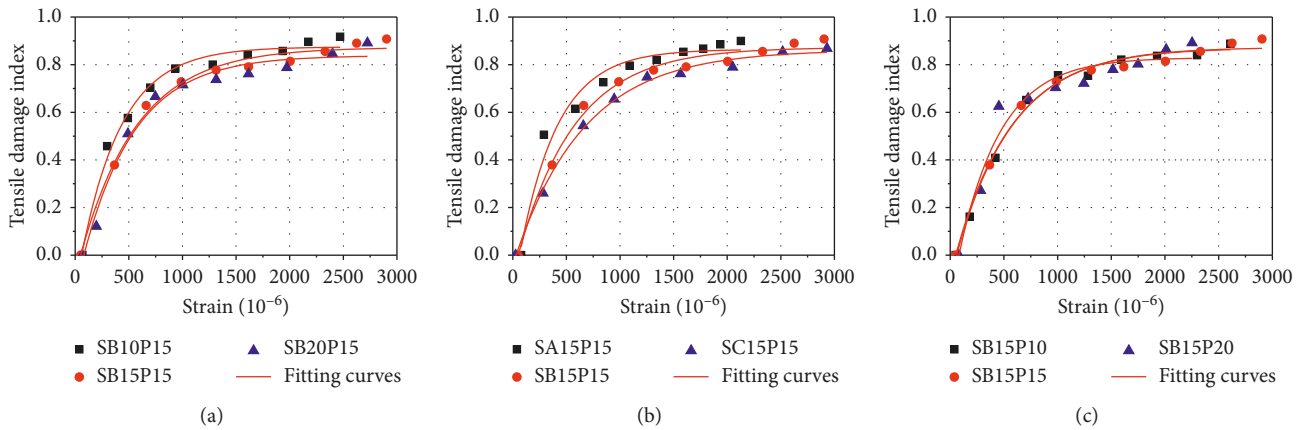 Tensile damage index
1.0
0.8
0.6
0.4
0.2
0.0
0 500 1000 1500 2000 2500 3000
Strain (10⁻⁶)
SB10P15 SB20P15
SB15P15 Fitting curves
(a)
Tensile damage index
1.0
0.8
0.6
0.4
0.2
0.0
0 500 1000 1500 2000 2500 3000
Strain (10⁻⁶)
SA15P15 SC15P15
SB15P15 Fitting curves
(b)
Tensile damage index
1.0
0.8
0.6
0.4
0.2
0.0
0 500 1000 1500 2000 2500 3000
Strain (10⁻⁶)
SB15P10 SB15P20
SB15P15 Fitting curves
(c)